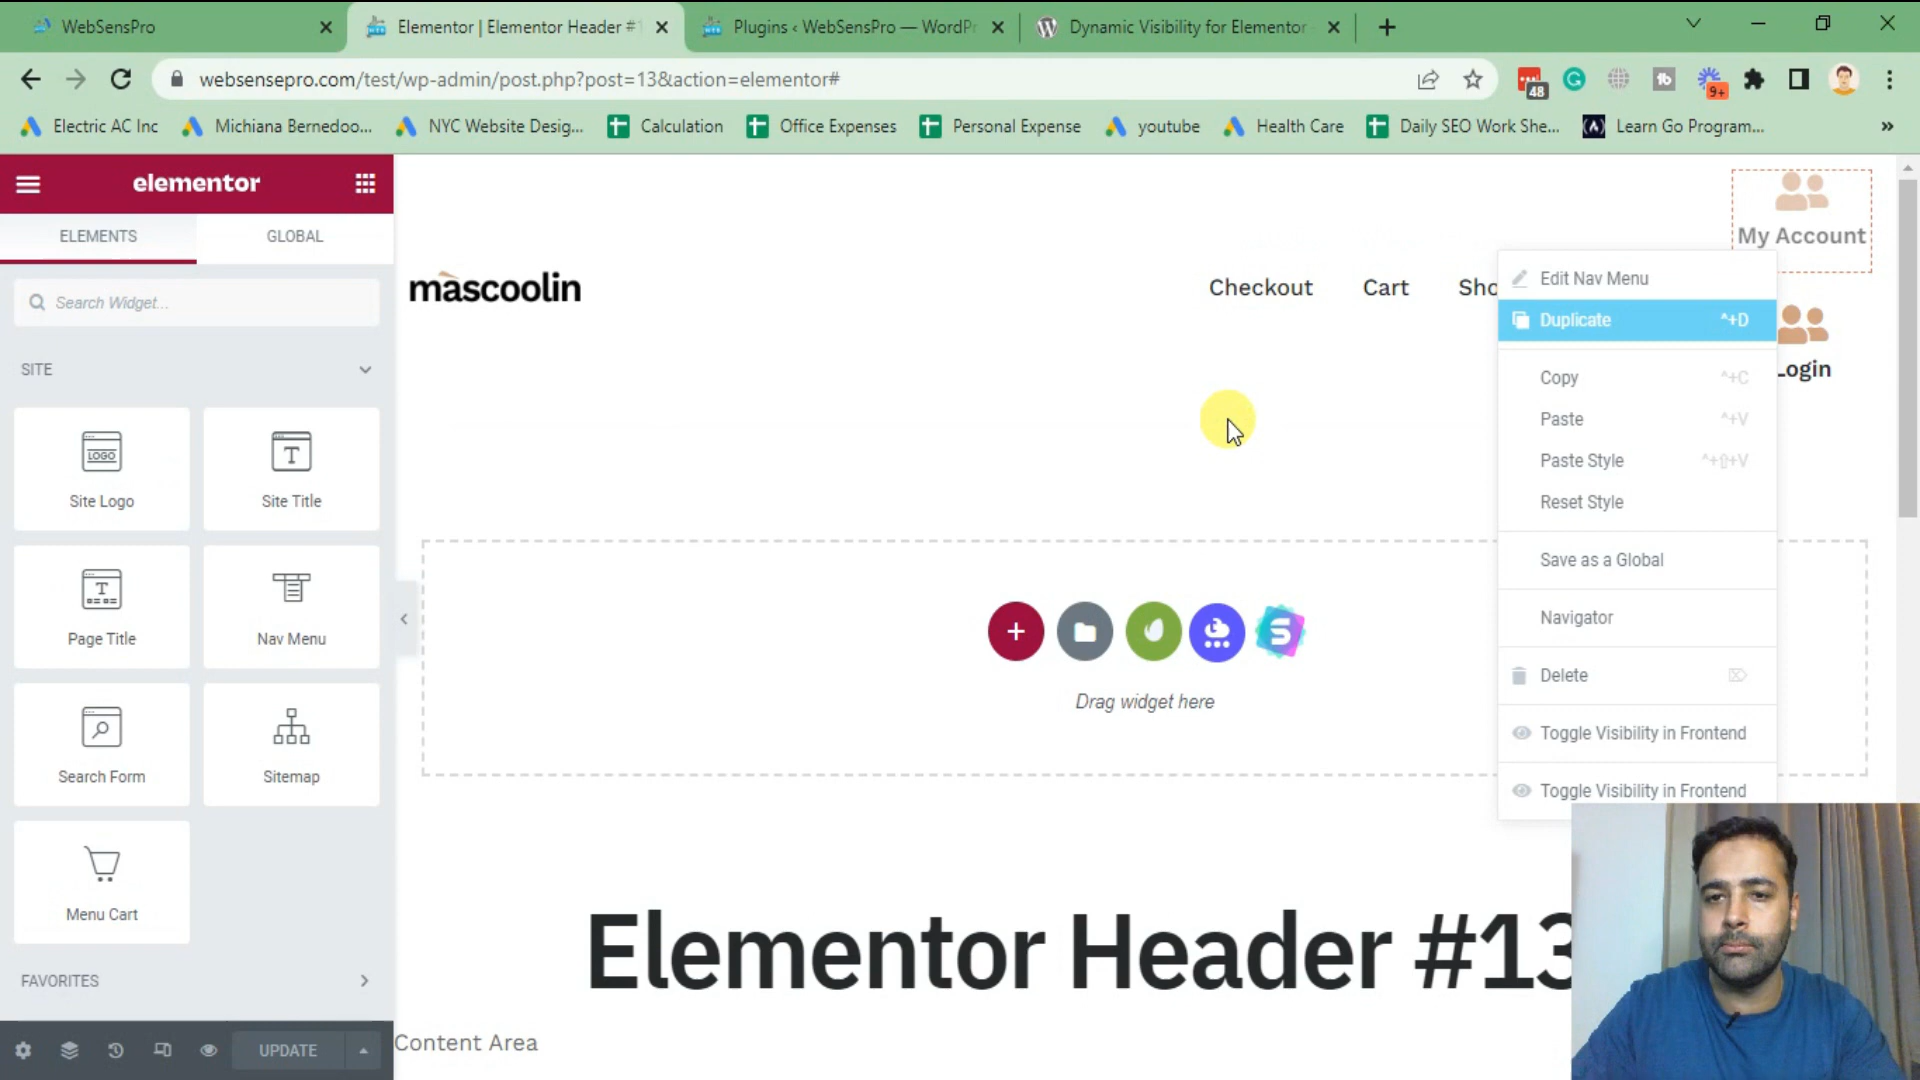 WebSensPro
Elementor | Elementor Header #1
Plugins ‹ WebSensPro — WordPr
Dynamic Visibility for Elementor
websensepro.com/test/wp-admin/post.php?post=13&action=elementor#
48
9+
Electric AC Inc
Michiana Bernedoo...
NYC Website Desig...
Calculation
Office Expenses
Personal Expense
youtube
Health Care
Daily SEO Work She...
Learn Go Program...
»
elementor
ELEMENTS
GLOBAL
Search Widget...
SITE
LOGO
Site Logo
Site Title
Page Title
Nav Menu
Search Form
Sitemap
Menu Cart
FAVORITES
UPDATE
mascoolin
Checkout
Cart
Sho
My Account
Login
Edit Nav Menu
Duplicate ^+D
Copy ^+C
Paste ^+V
Paste Style ^+⇧+V
Reset Style
Save as a Global
Navigator
Delete ⌦
Toggle Visibility in Frontend
Toggle Visibility in Frontend
Drag widget here
Elementor Header #13
Content Area